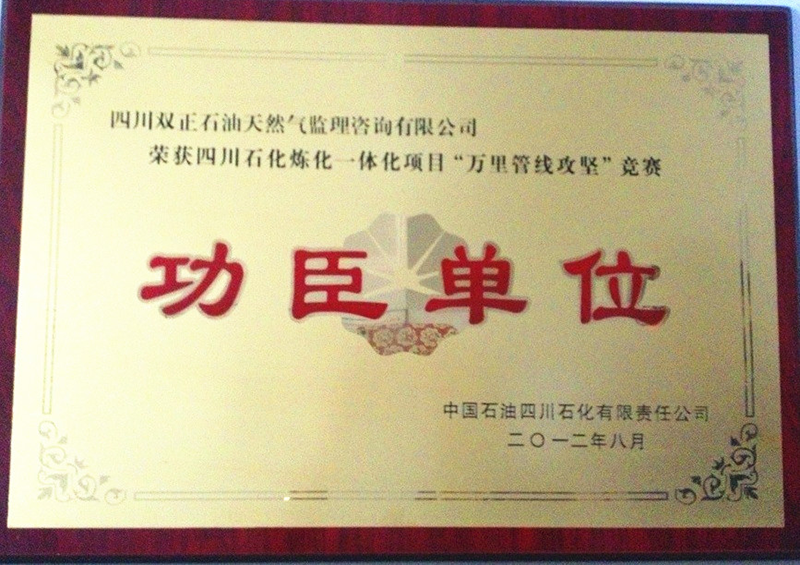 四川双正石油天然气监理咨询有限公司
荣获四川石化炼化一体化项目“万里管线攻坚”竞赛
功臣单位
中国石油四川石化有限责任公司
二〇一二年八月